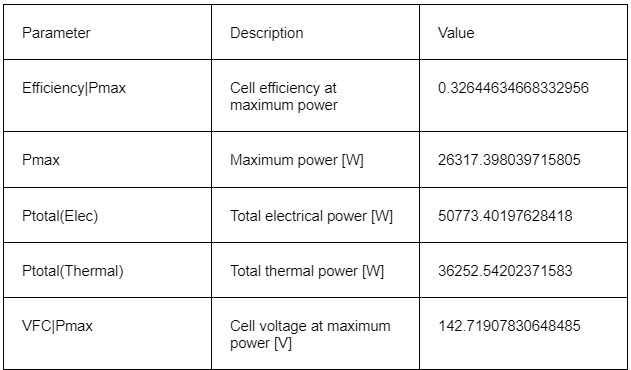 Parameter Description Value
Efficiency|Pmax Cell efficiency at 0.32644634668332956
maximum power
Pmax Maximum power [W] 26317.398039715805
Ptotal(Elec) Total electrical power [W] 50773.40197628418
Ptotal(Thermal) Total thermal power [W] 36252.54202371583
VFC|Pmax Cell voltage at maximum 142.71907830648485
power [V]